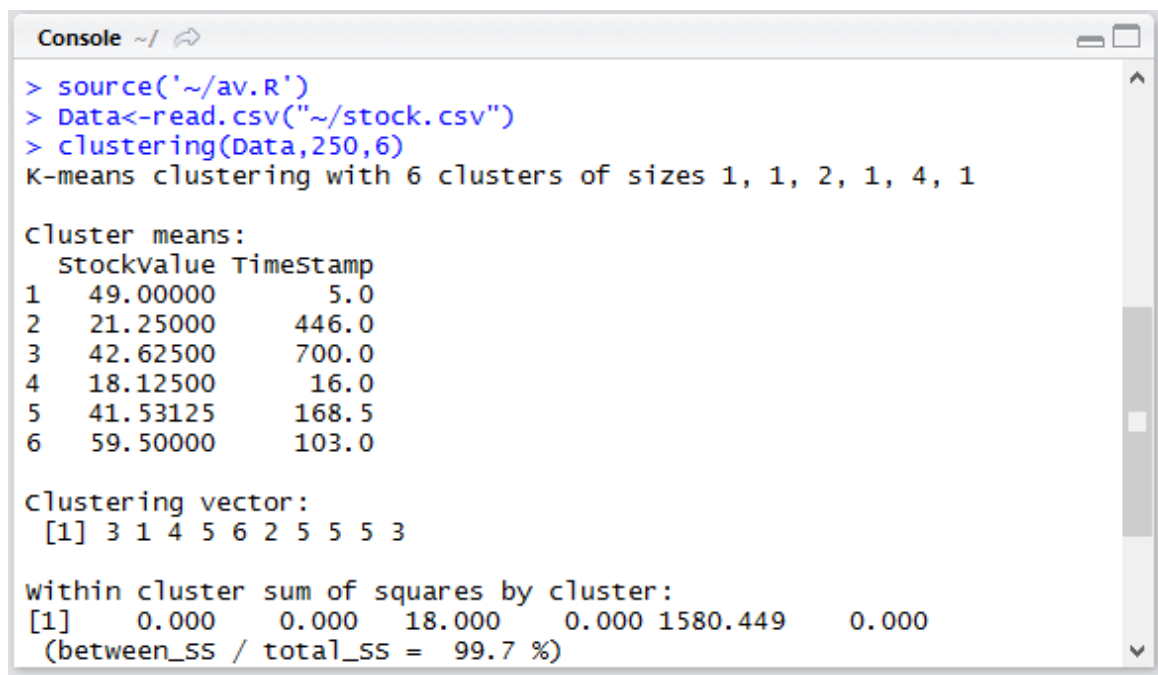 Console ~/
> source('~/av.R')
> Data<-read.csv("~/stock.csv")
> clustering(Data,250,6)
K-means clustering with 6 clusters of sizes 1, 1, 2, 1, 4, 1
Cluster means:
StockValue TimeStamp
1 49.00000 5.0
2 21.25000 446.0
3 42.62500 700.0
4 18.12500 16.0
5 41.53125 168.5
6 59.50000 103.0
Clustering vector:
[1] 3 1 4 5 6 2 5 5 5 3
Within cluster sum of squares by cluster:
[1] 0.000 0.000 18.000 0.000 1580.449 0.000
(between_SS / total_SS = 99.7 %)